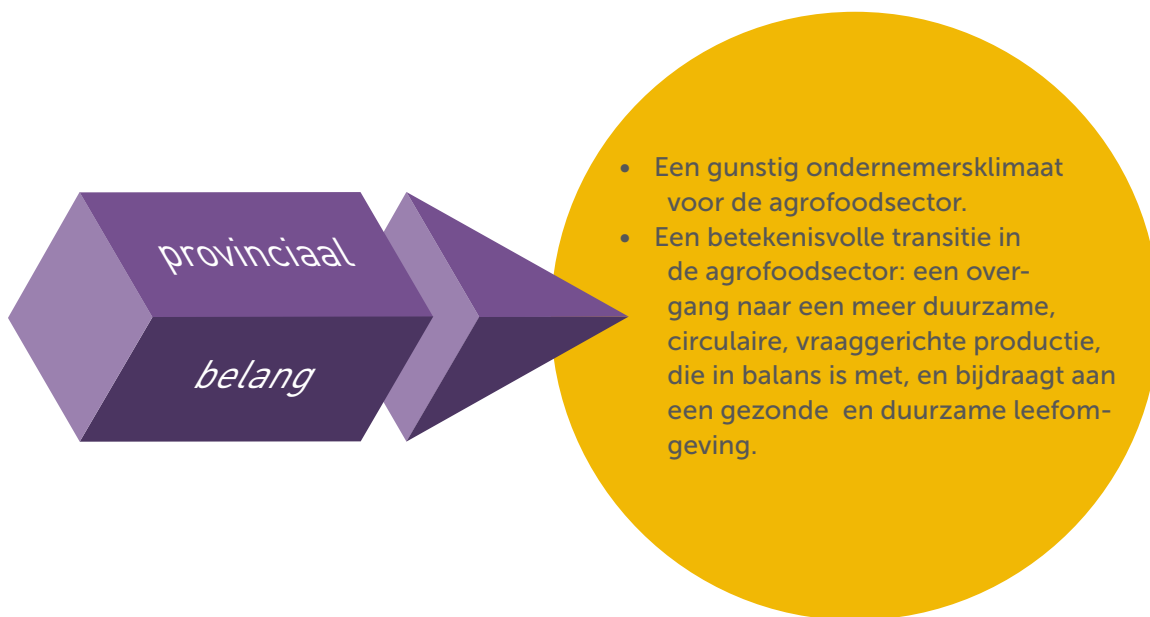 provinciaal
belang
• Een gunstig ondernemersklimaat
voor de agrofoodsector.
• Een betekenisvolle transitie in
de agrofoodsector: een over-
gang naar een meer duurzame,
circulaire, vraaggerichte productie,
die in balans is met, en bijdraagt aan
een gezonde  en duurzame leefom-
geving.